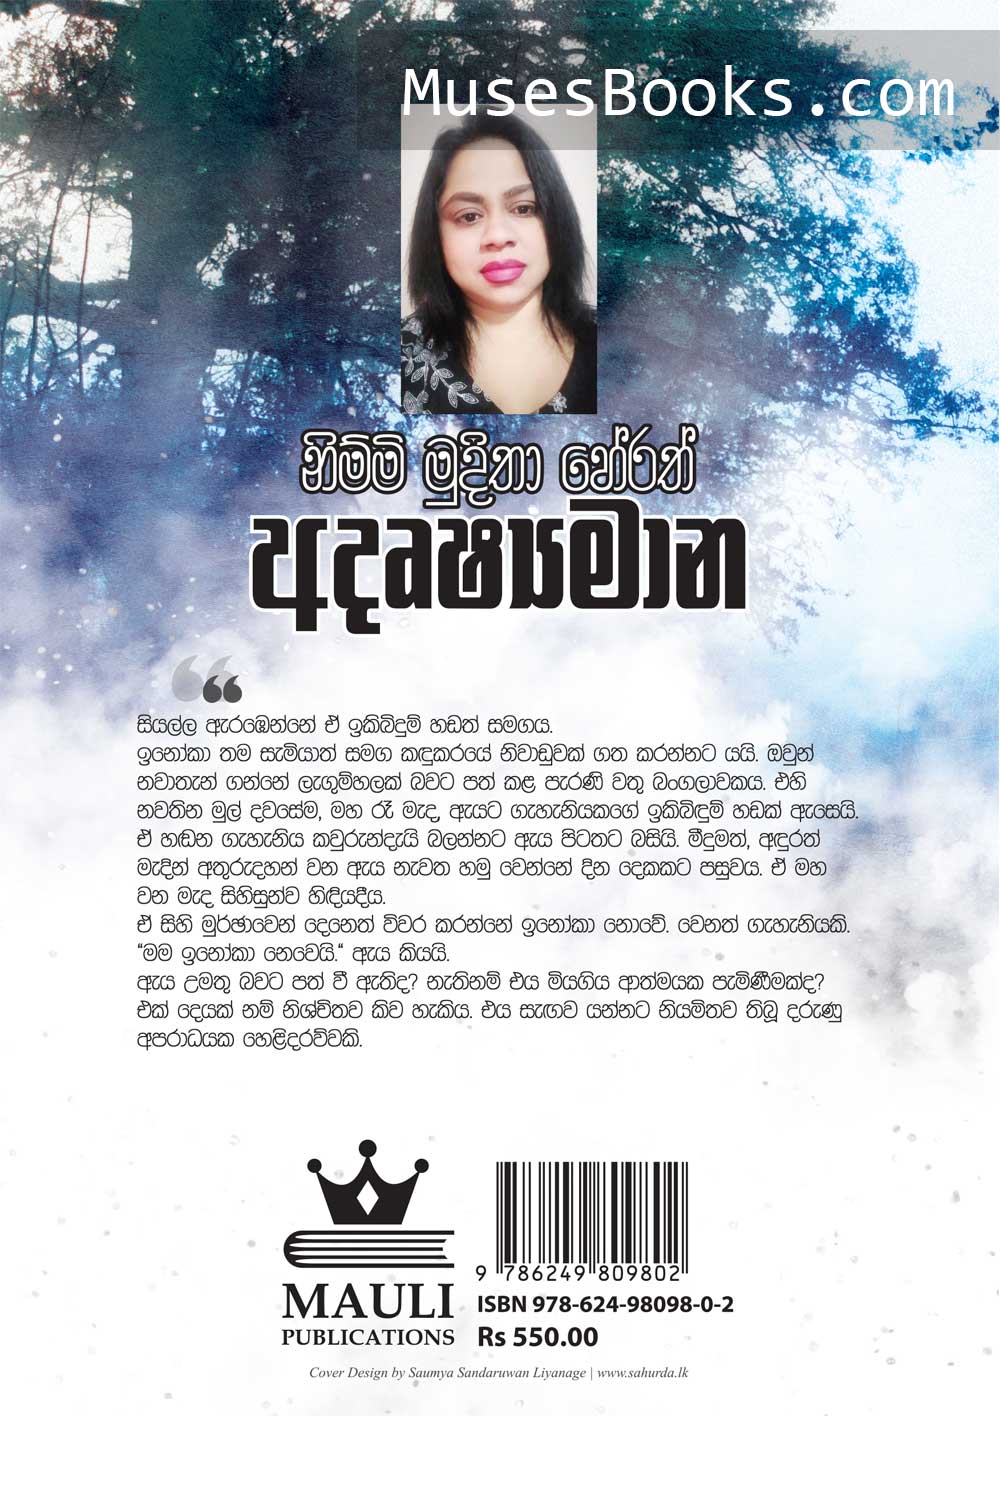 MusesBooks.com
නිම්මි මුදිතා හේරත්
අදෘෂ්‍යමාන
සියල්ල ඇරඹෙන්නේ ඒ ඉකිබිදුම් හඩත් සමගය.
ඉනෝකා තම සැමියාත් සමග කඳුකරයේ නිවාඩුවක් ගත කරන්නට යයි. ඔවුන්
නවාතැන් ගන්නේ ලැගුම්හලක් බවට පත් කළ පැරණි වතු බංගලාවකය. එහි
නවතින මුල් දවසේම, මහ රෑ මැද, ඇයට ගැහැනියකගේ ඉකිබිඳුම් හඩක් ඇසෙයි.
ඒ හඬන ගැහැනිය කවුරුන්දැයි බලන්නට ඇය පිටතට බසියි. මීදුමත්, අඳුරත්
මැදින් අතුරුදහන් වන ඇය නැවත හමු වෙන්නේ දින දෙකකට පසුවය. ඒ මහ
වන මැද සිහිසුන්ව හිඳියදීය.
ඒ සිහි මුර්ඡාවෙන් දෙනෙත් විවර කරන්නේ ඉනෝකා නොවේ. වෙනත් ගැහැනියකි.
“මම ඉනෝකා නෙවෙයි.“ ඇය කියයි.
ඇය උමතු බවට පත් වී ඇතිද? නැතිනම් එය මියගිය ආත්මයක පැමිණීමක්ද?
එක් දෙයක් නම් නිශ්චිතව කිව හැකිය. එය සැඟව යන්නට නියමිතව තිබූ දරුණු
අපරාධයක හෙළිදරව්වකි.
MAULI
PUBLICATIONS
9 786249 809802
ISBN 978-624-98098-0-2
Rs 550.00
Cover Design by Saumya Sandaruwan Liyanage | www.sahurda.lk